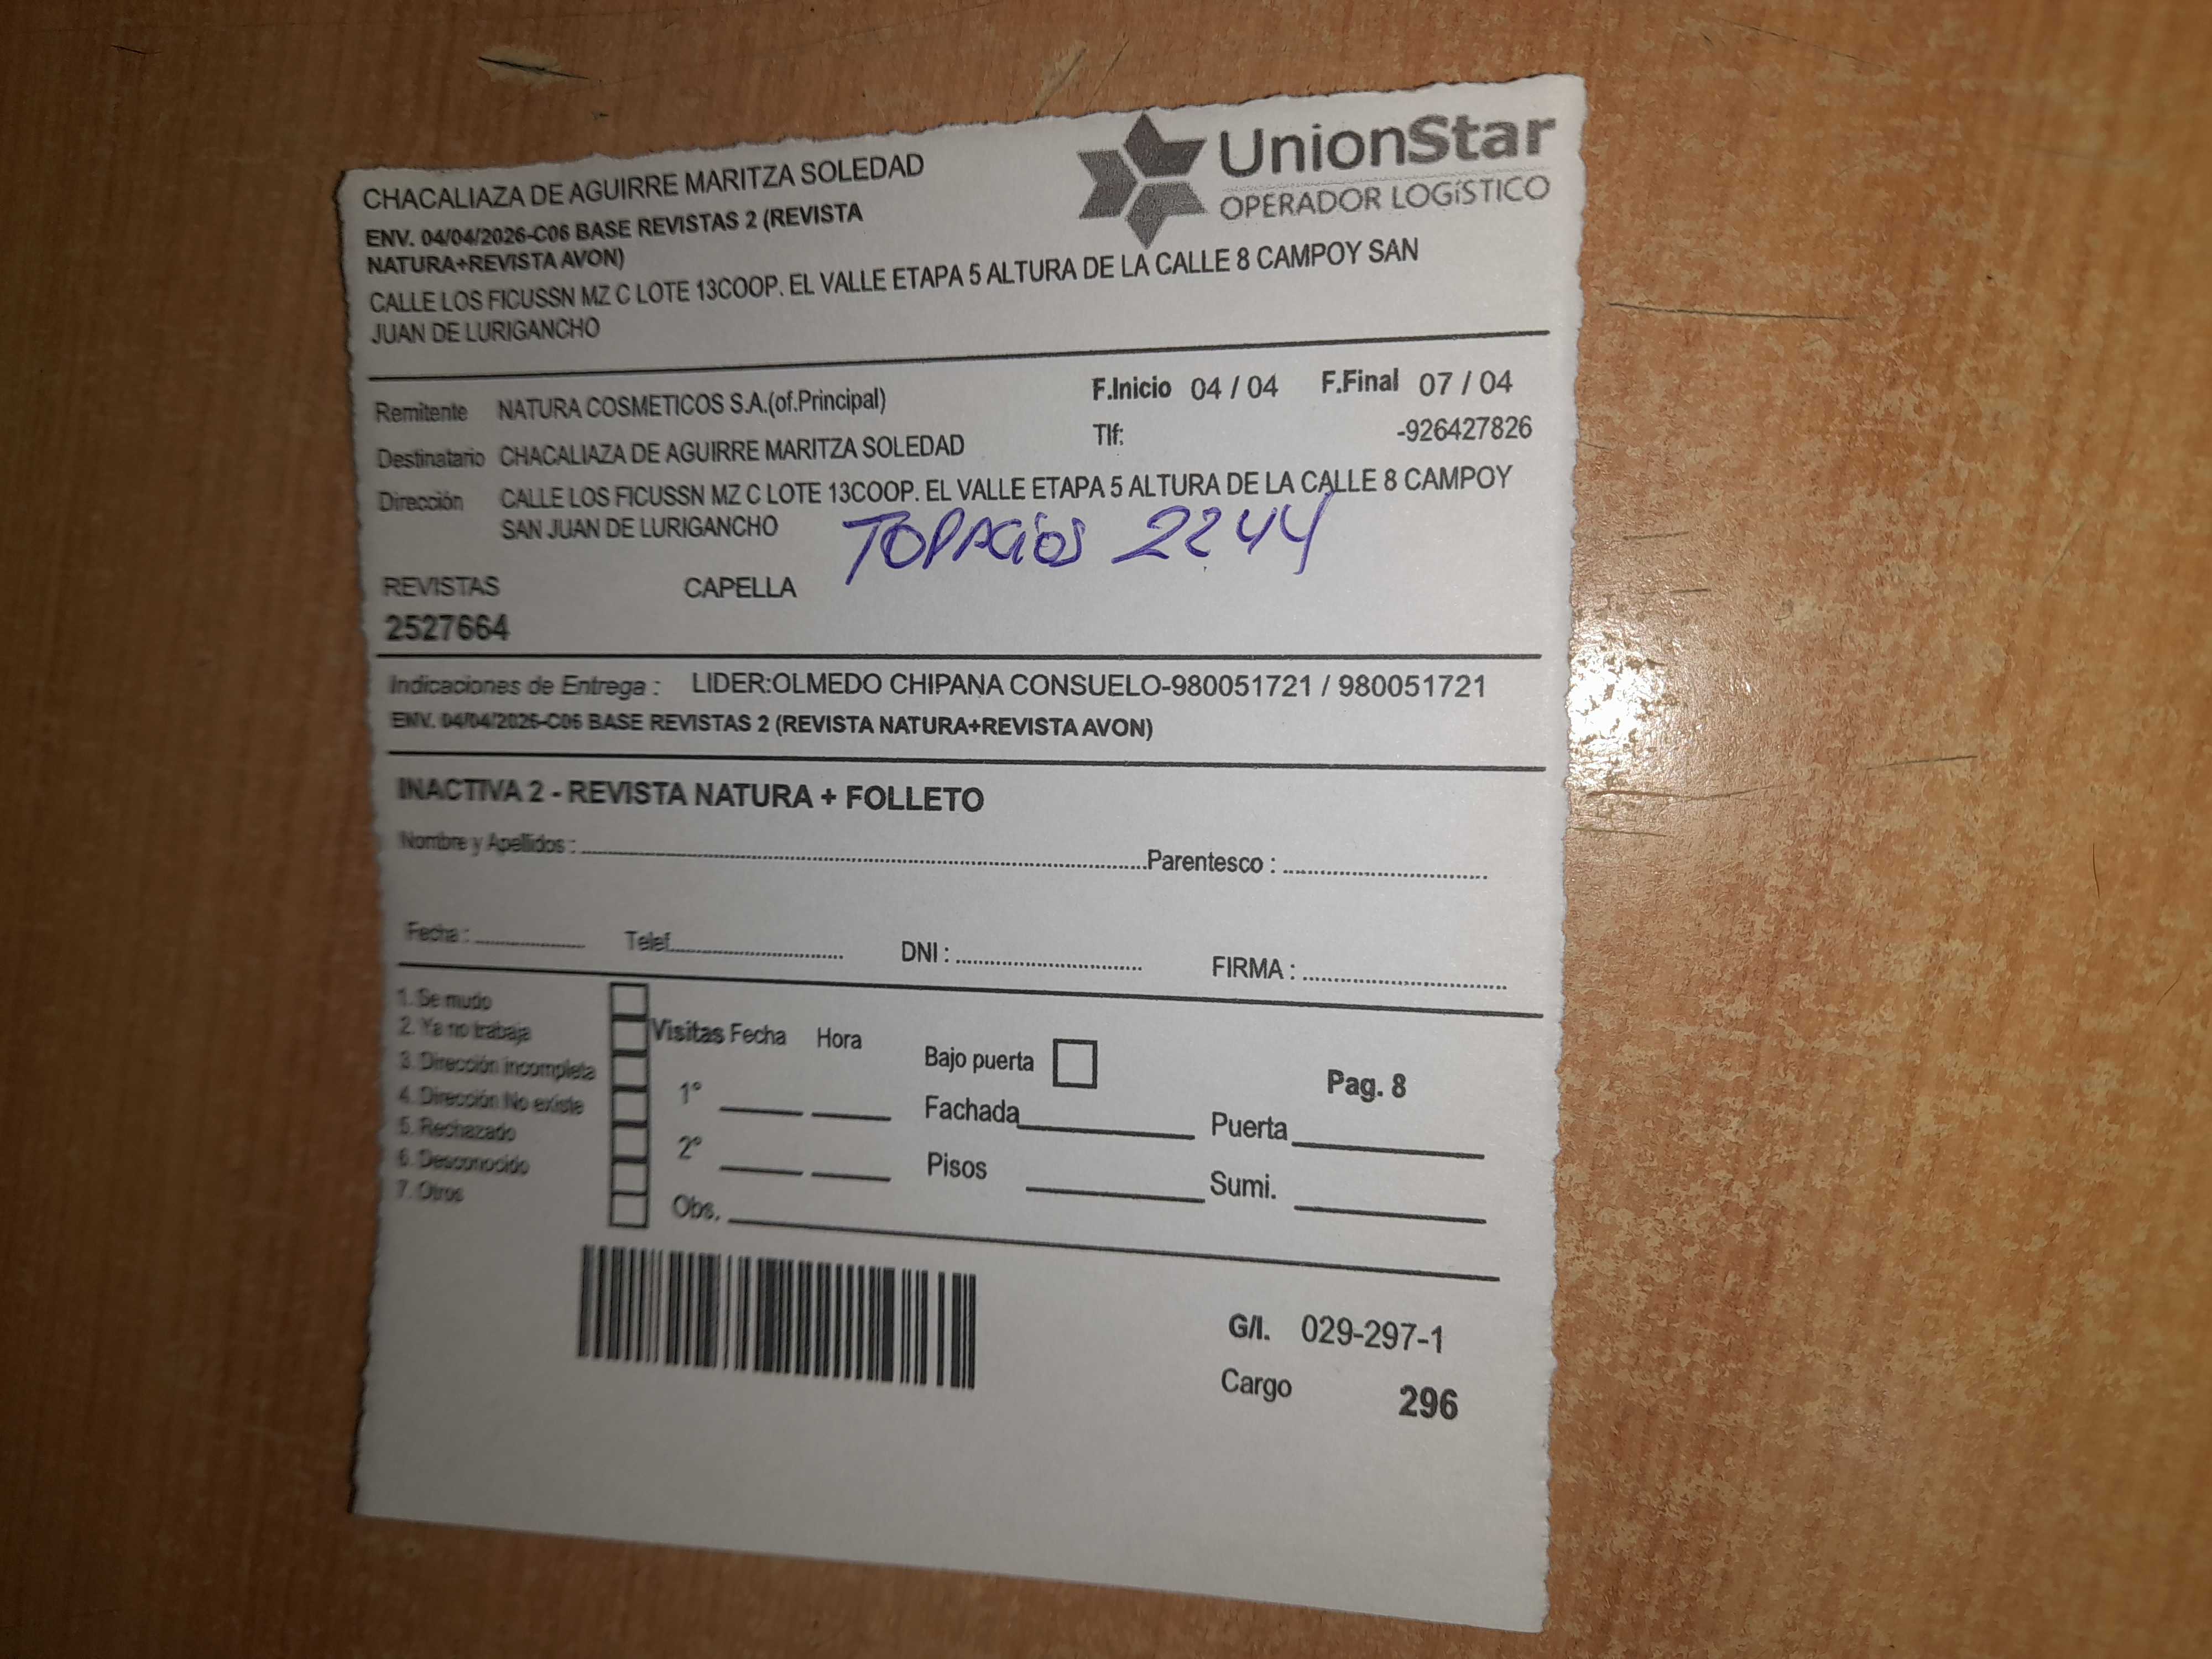 CHACALIAZA DE AGUIRRE MARITZA SOLEDAD
UnionStar
OPERADOR LOGíSTICO
ENV. 04/04/2026-C06 BASE REVISTAS 2 (REVISTA
NATURA+REVISTA AVON)
CALLE LOS FICUSSN MZ C LOTE 13COOP. EL VALLE ETAPA 5 ALTURA DE LA CALLE 8 CAMPOY SAN
JUAN DE LURIGANCHO
Remitente NATURA COSMETICOS S.A.(of.Principal) F.Inicio 04 / 04 F.Final 07 / 04
Destinatario CHACALIAZA DE AGUIRRE MARITZA SOLEDAD Tlf: -926427826
Dirección CALLE LOS FICUSSN MZ C LOTE 13COOP. EL VALLE ETAPA 5 ALTURA DE LA CALLE 8 CAMPOY
SAN JUAN DE LURIGANCHO TOPACios 2244
REVISTAS CAPELLA
2527664
Indicaciones de Entrega : LIDER:OLMEDO CHIPANA CONSUELO-980051721 / 980051721
ENV. 04/04/2026-C06 BASE REVISTAS 2 (REVISTA NATURA+REVISTA AVON)
INACTIVA 2 - REVISTA NATURA + FOLLETO
Nombre y Apellidos : Parentesco :
Fecha : Telef. DNI : FIRMA :
1. Se mudo
2. Ya no trabaja
3. Dirección incompleta
4. Dirección No existe
5. Rechazado
6. Desconocido
7. Otros
Visitas Fecha Hora
1°
2°
Obs.
Bajo puerta Pag. 8
Fachada Puerta
Pisos Sumi.
G/I. 029-297-1
Cargo 296